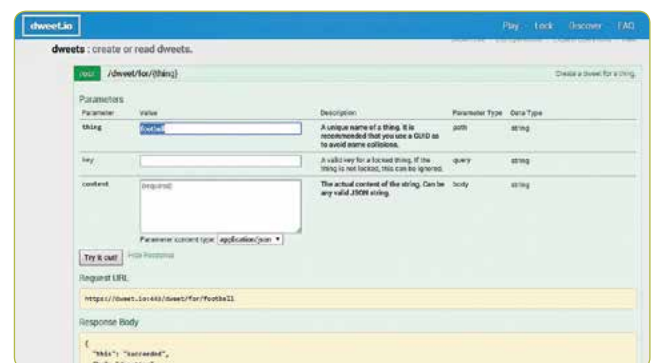 dweet.io
Play Lock Discover FAQ
dweets : create or read dweets.
POST /dweet/for/{thing} Create a dweet for a thing.
Parameters
Parameter Value Description Parameter Type Data Type
thing football A unique name of a thing. It is path string
recommended that you use a GUID as
to avoid name collisions.
key A valid key for a locked thing. If the query string
thing is not locked, this can be ignored.
content (required) The actual content of the string. Can be body string
any valid JSON string.
Parameter content type: application/json
Try it out! Hide Response
Request URL
https://dweet.io:443/dweet/for/football
Response Body
{
"this": "succeeded",